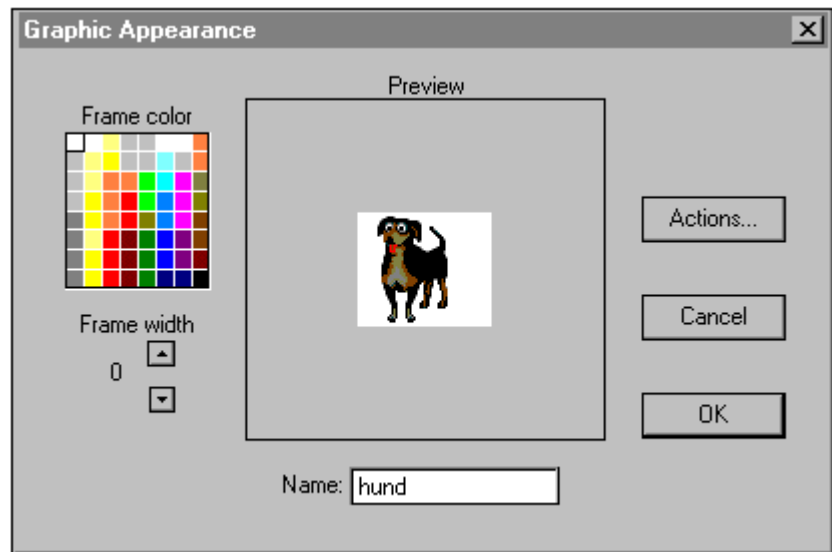 Graphic Appearance
Preview
Frame color
Actions...
Frame width
0
Cancel
OK
Name: hund